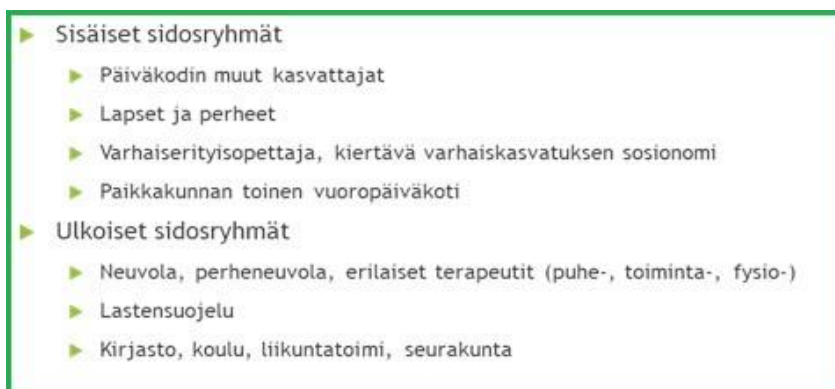 Sisäiset sidosryhmät
Päiväkodin muut kasvattajat
Lapset ja perheet
Varhaiserityisopettaja, kiertävä varhaiskasvatuksen sosionomi
Paikkakunnan toinen vuoropäiväkoti
Ulkoiset sidosryhmät
Neuvola, perheneuvola, erilaiset terapeutit (puhe-, toiminta-, fysio-)
Lastensuojelu
Kirjasto, koulu, liikuntatoimi, seurakunta